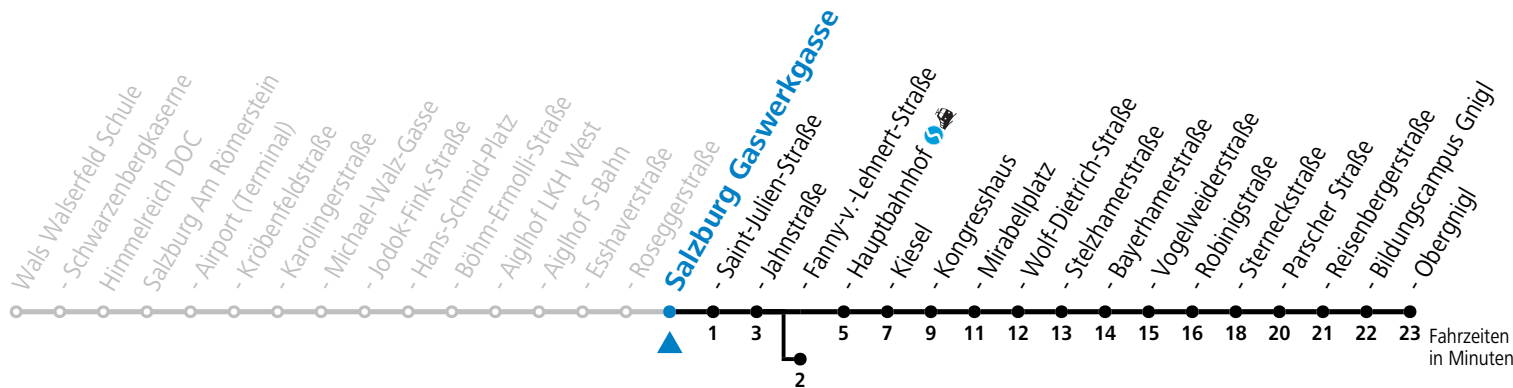 Wals Walserfeld Schule
- Schwarzenbergkaserne
Himmelreich DOC
Salzburg Am Römerstein
- Airport (Terminal)
- Kröbenfeldstraße
- Karolingerstraße
- Michael-Walz-Gasse
- Jodok-Fink-Straße
- Hans-Schmid-Platz
- Böhm-Ermolli-Straße
- Aiglhof LKH West
- Aiglhof S-Bahn
- Esshaverstraße
- Roseggerstraße
Salzburg Gaswerkgasse
- Saint-Julien-Straße
- Jahnstraße
- Fanny-v.-Lehnert-Straße
- Hauptbahnhof
- Kiesel
- Kongresshaus
- Mirabellplatz
- Wolf-Dietrich-Straße
- Stelzhamerstraße
- Bayerhamerstraße
- Vogelweiderstraße
- Robinigstraße
- Sterneckstraße
- Parscher Straße
- Reisenbergerstraße
- Bildungscampus Gnigl
- Obergnigl
1 3 5 7 9 11 12 13 14 15 16 18 20 21 22 23 Fahrzeiten
in Minuten
2